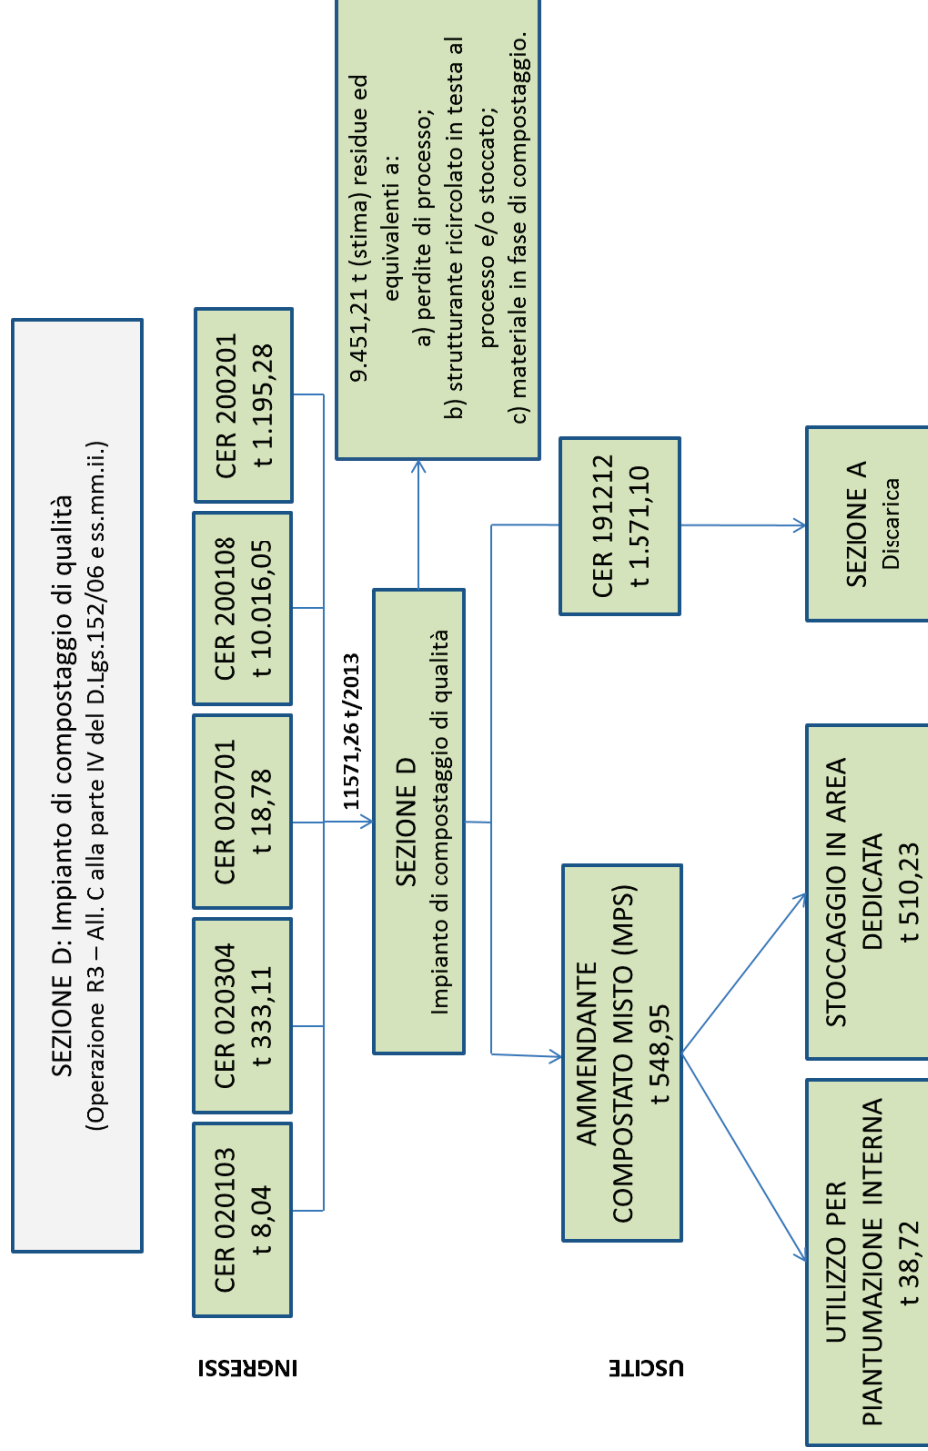 SEZIONE D: Impianto di compostaggio di qualità
(Operazione R3 – All. C alla parte IV del D.Lgs.152/06 e ss.mm.ii.)
INGRESSI
CER 020103
t 8,04
CER 020304
t 333,11
CER 020701
t 18,78
CER 200108
t 10.016,05
CER 200201
t 1.195,28
11571,26 t/2013
SEZIONE D
Impianto di compostaggio di qualità
9.451,21 t (stima) residue ed
equivalenti a:
a) perdite di processo;
b) strutturante ricircolato in testa al
processo e/o stoccato;
c) materiale in fase di compostaggio.
USCITE
AMMENDANTE
COMPOSTATO MISTO (MPS)
t 548,95
CER 191212
t 1.571,10
UTILIZZO PER
PIANTUMAZIONE INTERNA
t 38,72
STOCCAGGIO IN AREA
DEDICATA
t 510,23
SEZIONE A
Discarica